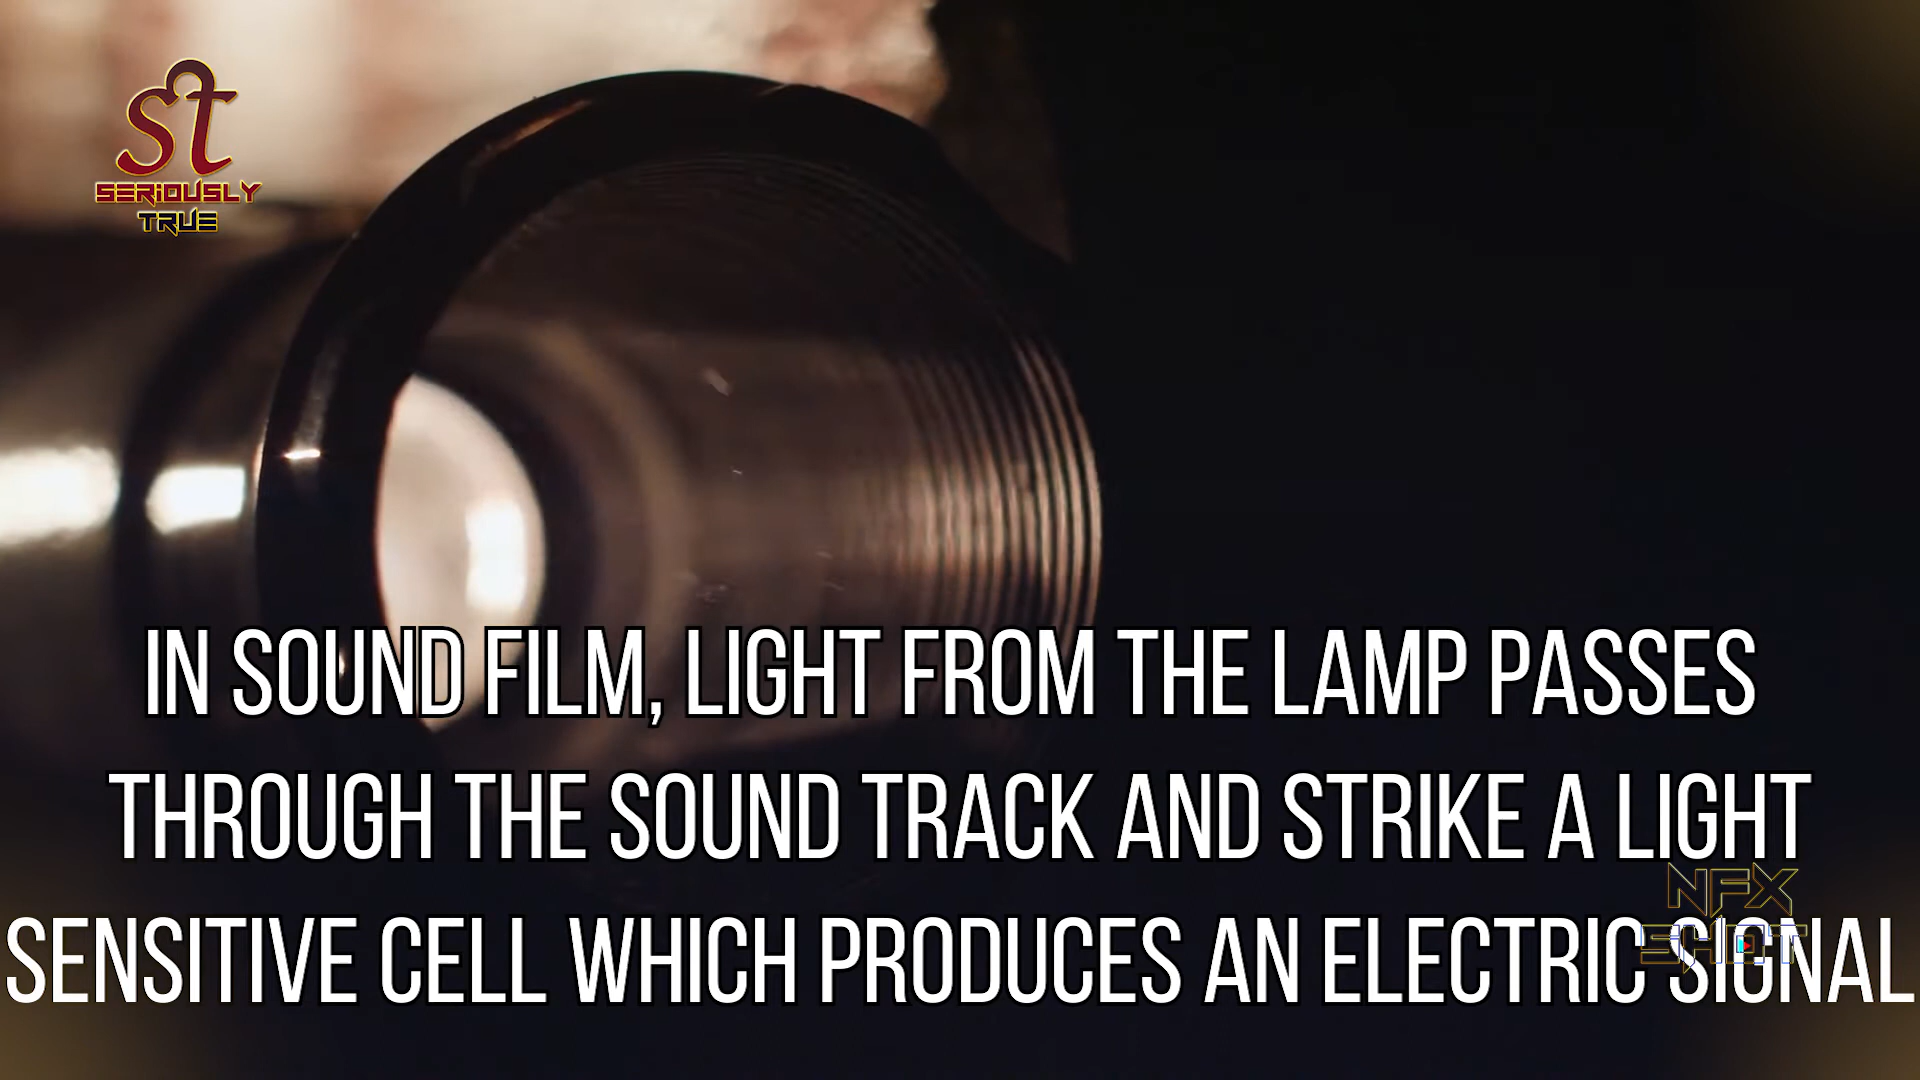 st
SERIOUSLY
TRUE
IN SOUND FILM, LIGHT FROM THE LAMP PASSES
THROUGH THE SOUND TRACK AND STRIKE A LIGHT
SENSITIVE CELL WHICH PRODUCES AN ELECTRIC SIGNAL
NFX
SHOT